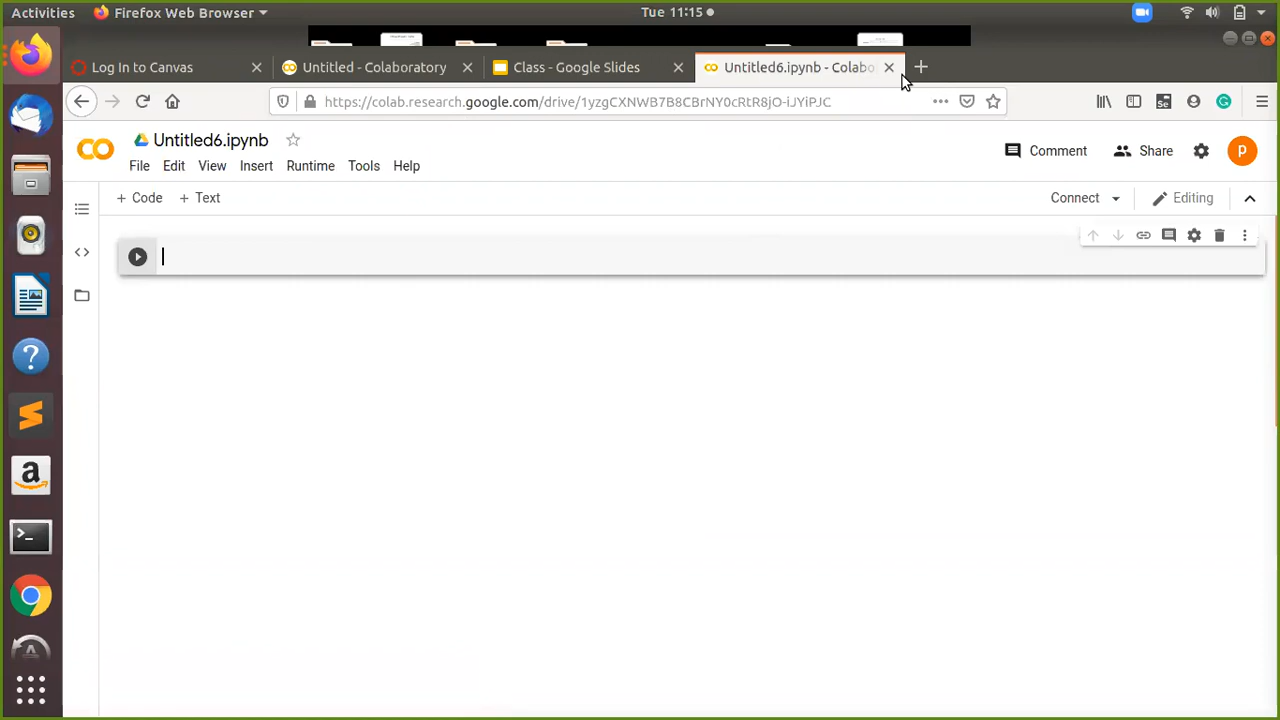 Activities
Firefox Web Browser
Tue 11:15
Log In to Canvas
Untitled - Colaboratory
Class - Google Slides
Untitled6.ipynb - Colabo
https://colab.research.google.com/drive/1yzgCXNWB7B8CBrNY0cRtR8jO-iJYiPJC
Untitled6.ipynb
File Edit View Insert Runtime Tools Help
Comment
Share
p
+ Code + Text
Connect
Editing